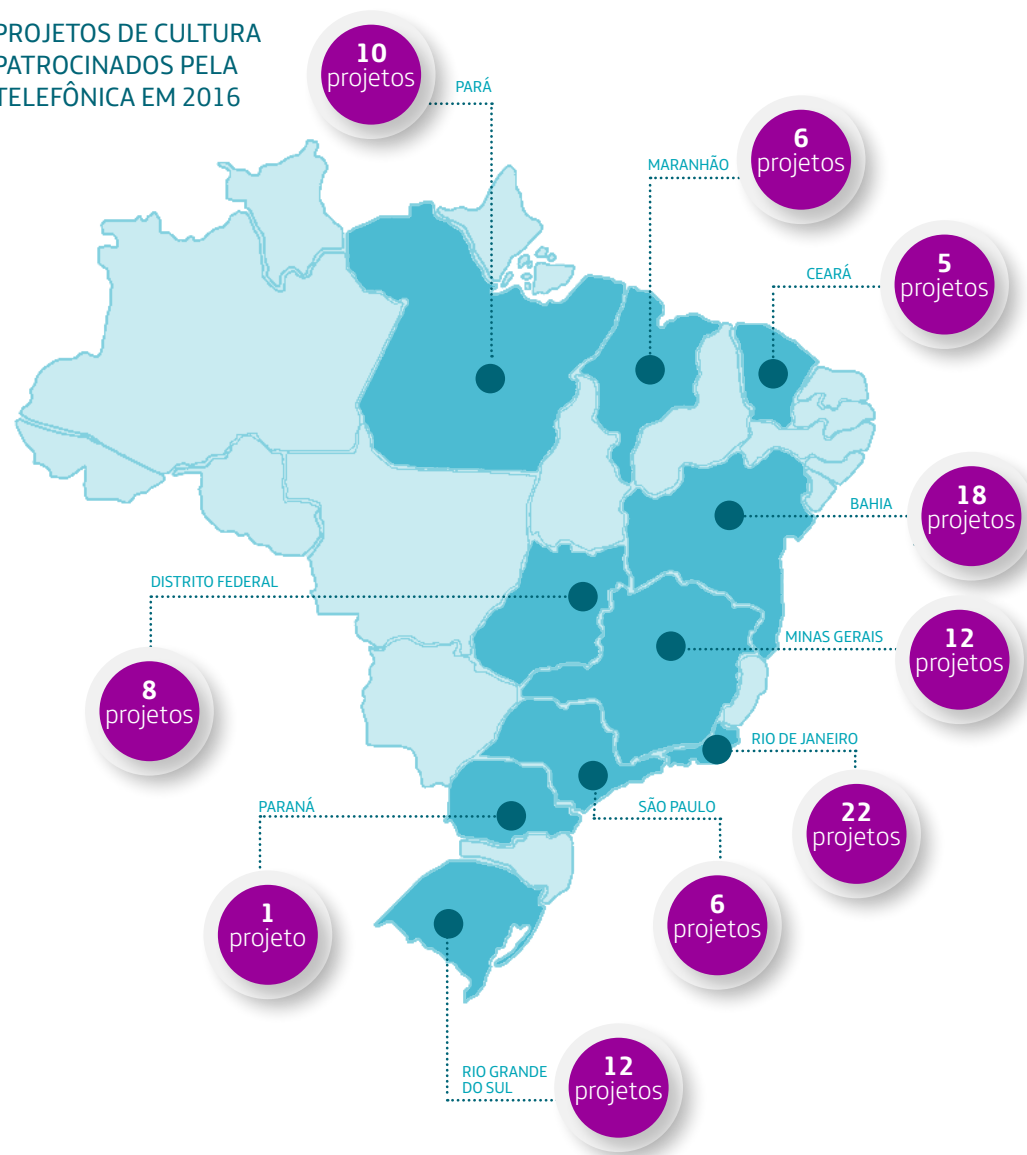 PROJETOS DE CULTURA
PATROCINADOS PELA
TELEFÔNICA EM 2016
10
projetos
PARÁ
6
projetos
MARANHÃO
5
projetos
CEARÁ
18
projetos
BAHIA
DISTRITO FEDERAL
8
projetos
MINAS GERAIS
12
projetos
RIO DE JANEIRO
22
projetos
PARANÁ
1
projeto
SÃO PAULO
6
projetos
RIO GRANDE
DO SUL
12
projetos